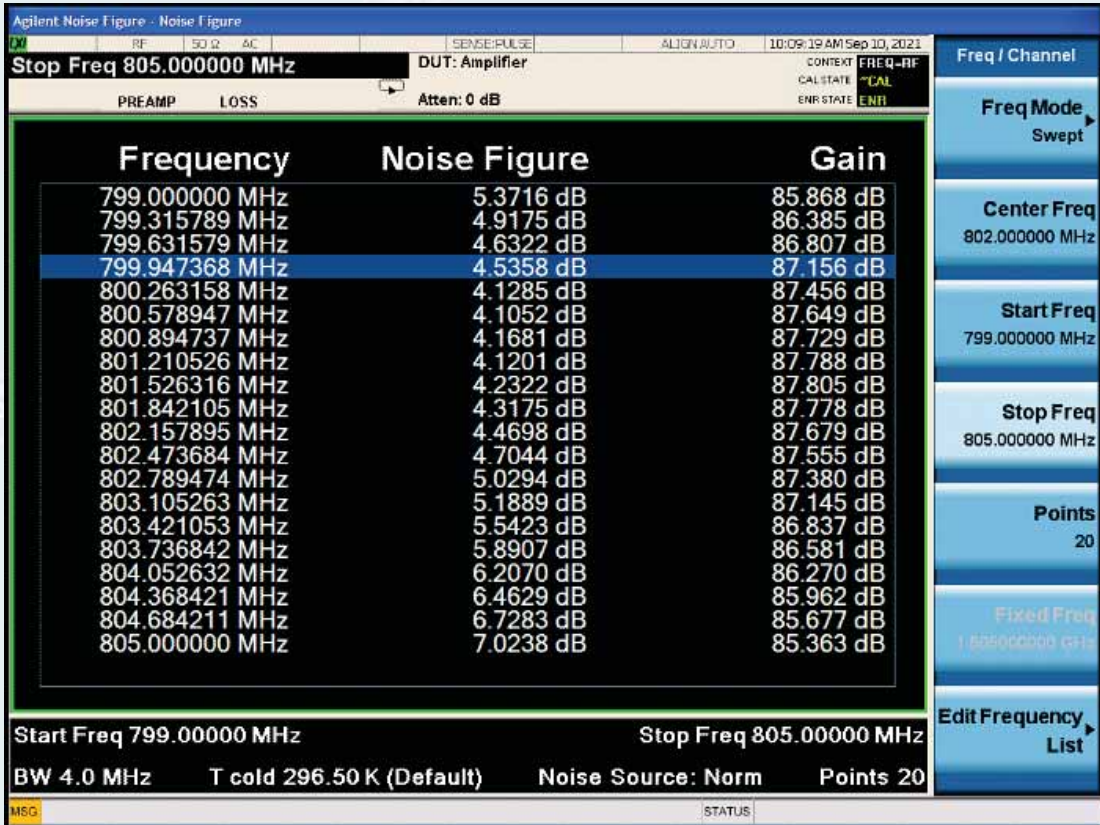 Agilent Noise Figure - Noise Figure
LXI RF 50 Ω AC SENSE:PULSE ALIGN AUTO 10:09:19 AM Sep 10, 2021
Stop Freq 805.000000 MHz DUT: Amplifier CONTEXT FREQ-RF
CAL STATE ~CAL
PREAMP LOSS Atten: 0 dB ENR STATE ENR
Frequency Noise Figure Gain
799.000000 MHz 5.3716 dB 85.868 dB
799.315789 MHz 4.9175 dB 86.385 dB
799.631579 MHz 4.6322 dB 86.807 dB
799.947368 MHz 4.5358 dB 87.156 dB
800.263158 MHz 4.1285 dB 87.456 dB
800.578947 MHz 4.1052 dB 87.649 dB
800.894737 MHz 4.1681 dB 87.729 dB
801.210526 MHz 4.1201 dB 87.788 dB
801.526316 MHz 4.2322 dB 87.805 dB
801.842105 MHz 4.3175 dB 87.778 dB
802.157895 MHz 4.4698 dB 87.679 dB
802.473684 MHz 4.7044 dB 87.555 dB
802.789474 MHz 5.0294 dB 87.380 dB
803.105263 MHz 5.1889 dB 87.145 dB
803.421053 MHz 5.5423 dB 86.837 dB
803.736842 MHz 5.8907 dB 86.581 dB
804.052632 MHz 6.2070 dB 86.270 dB
804.368421 MHz 6.4629 dB 85.962 dB
804.684211 MHz 6.7283 dB 85.677 dB
805.000000 MHz 7.0238 dB 85.363 dB
Start Freq 799.00000 MHz Stop Freq 805.00000 MHz
BW 4.0 MHz T cold 296.50 K (Default) Noise Source: Norm Points 20
MSG STATUS
Freq / Channel
Freq Mode
Swept
Center Freq
802.000000 MHz
Start Freq
799.000000 MHz
Stop Freq
805.000000 MHz
Points
20
Fixed Freq
1.505000000 GHz
Edit Frequency
List